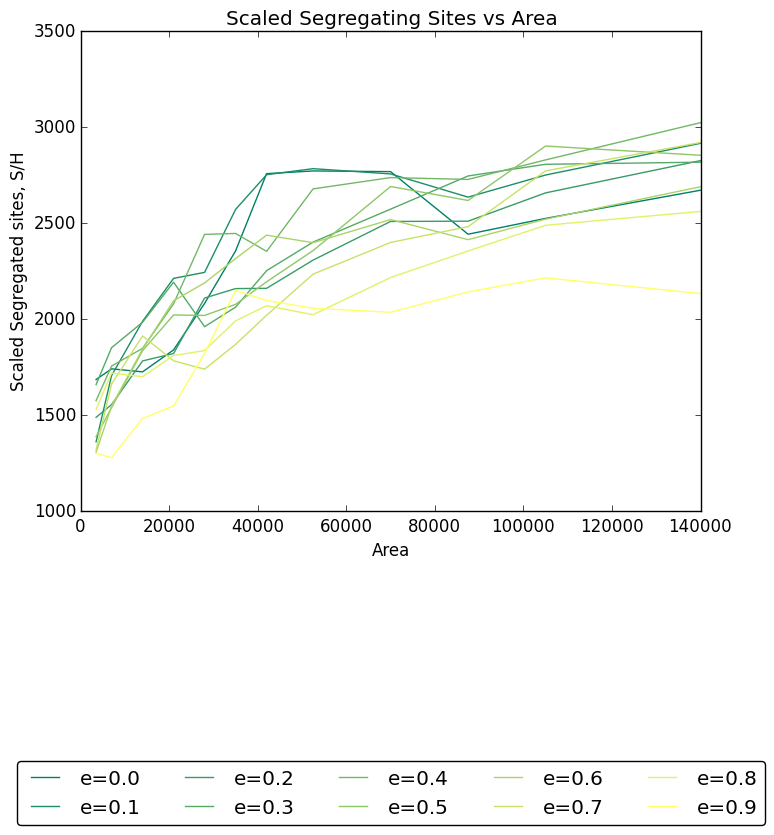 Scaled Segregating Sites vs Area
3500
3000
2500
2000
1500
1000
Scaled Segregated sites, S/H
0 20000 40000 60000 80000 100000 120000 140000
Area
e=0.0 e=0.2 e=0.4 e=0.6 e=0.8
e=0.1 e=0.3 e=0.5 e=0.7 e=0.9